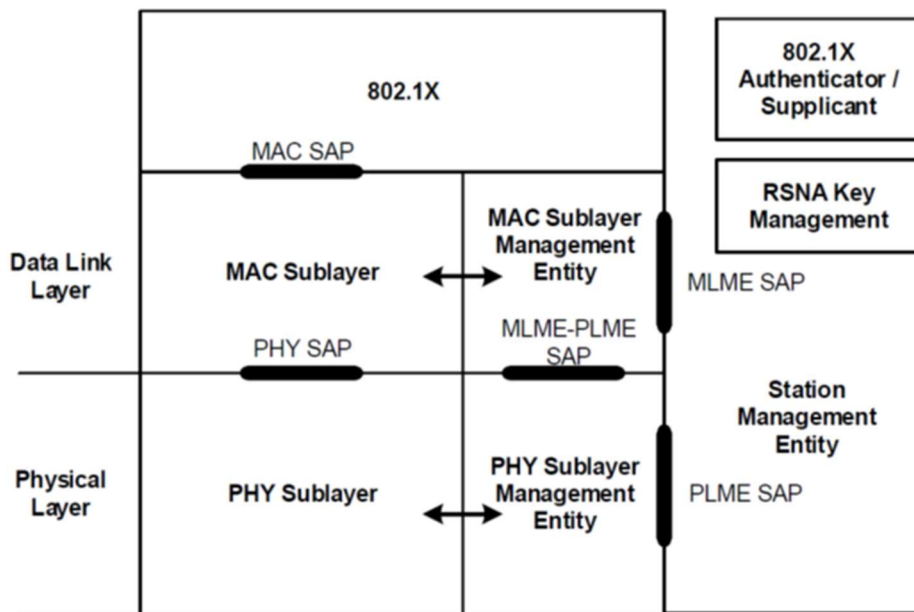 802.1X
802.1X
Authenticator /
Supplicant
MAC SAP
RSNA Key
Management
Data Link
Layer
MAC Sublayer
MAC Sublayer
Management
Entity
MLME SAP
PHY SAP
MLME-PLME
SAP
Station
Management
Entity
Physical
Layer
PHY Sublayer
PHY Sublayer
Management
Entity
PLME SAP